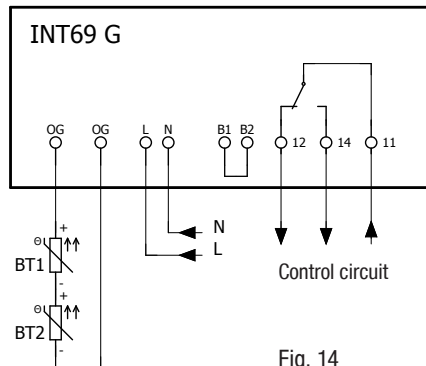 INT69 G
OG OG L N B1 B2 12 14 11
+
Θ
BT1
-
N
L
+
Θ
BT2
-
Control circuit
Fig. 14